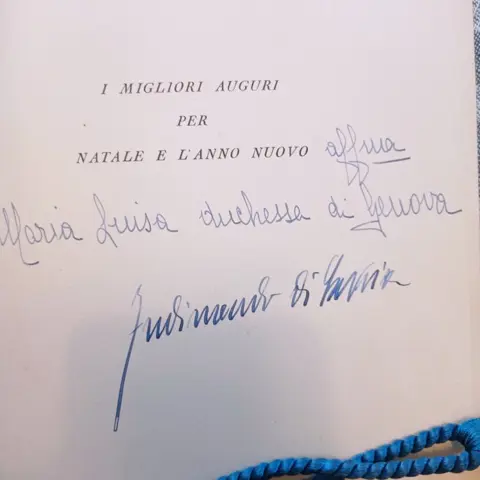 I MIGLIORI AUGURI
PER
NATALE E L'ANNO NUOVO affma
Maria Luisa duchessa di Genova
Ferdinando di Savoia